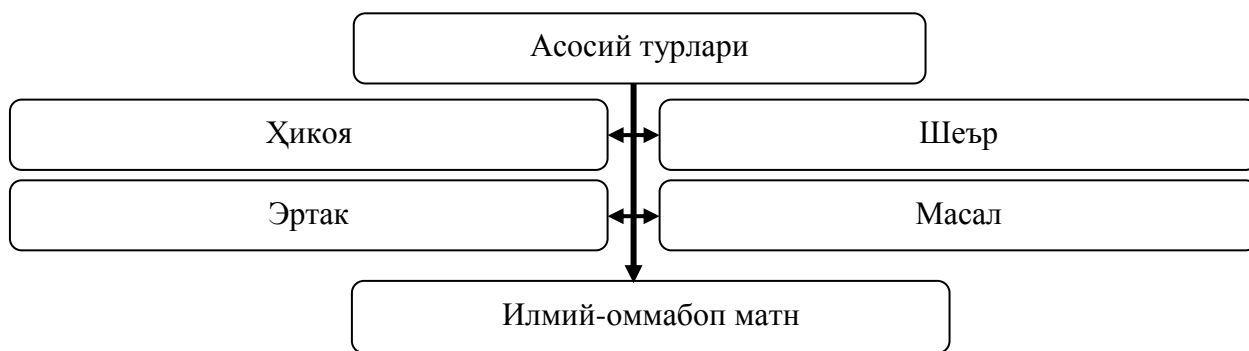 Асосий турлари
Ҳикоя
Шеър
Эртак
Масал
Илмий-оммабоп матн